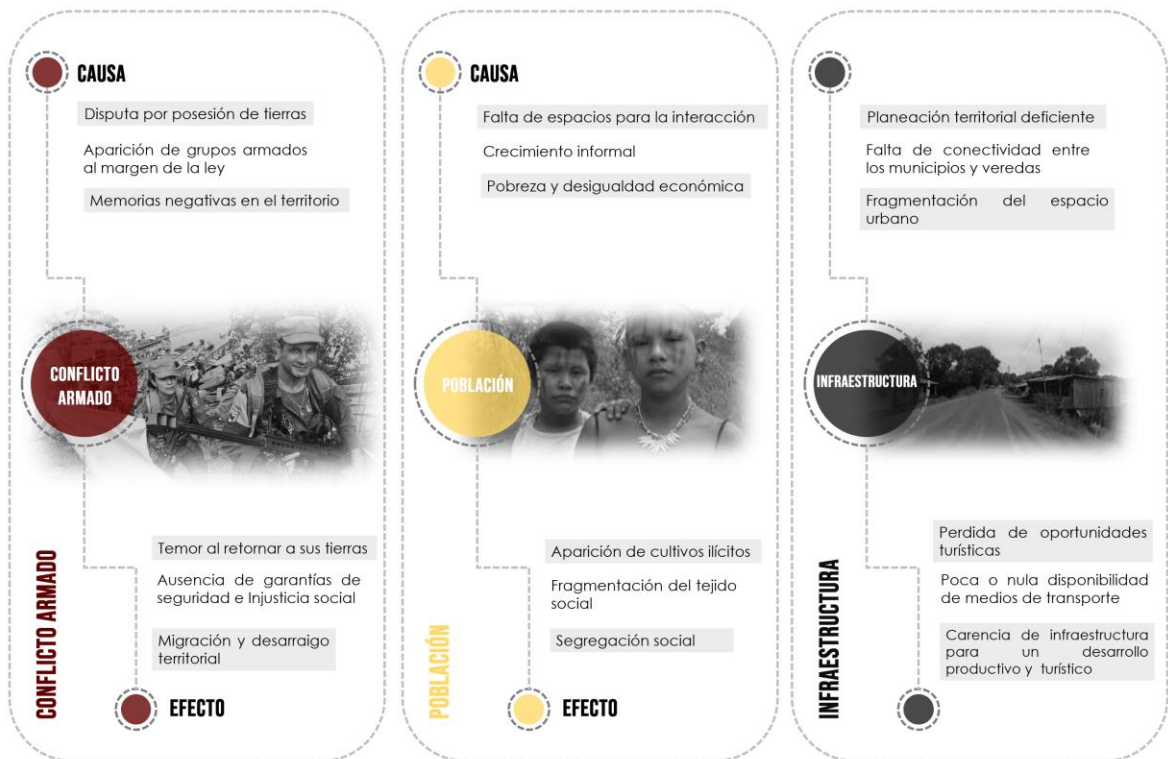 CAUSA
Disputa por posesión de tierras
Aparición de grupos armados
al margen de la ley
Memorias negativas en el territorio
CONFLICTO
ARMADO
Temor al retornar a sus tierras
Ausencia de garantías de
seguridad e Injusticia social
Migración y desarraigo
territorial
CONFLICTO ARMADO
EFECTO
CAUSA
Falta de espacios para la interacción
Crecimiento informal
Pobreza y desigualdad económica
POBLACIÓN
Aparición de cultivos ilícitos
Fragmentación del tejido
social
Segregación social
POBLACIÓN
EFECTO
Planeación territorial deficiente
Falta de conectividad entre
los municipios y veredas
Fragmentación del espacio
urbano
INFRAESTRUCTURA
Perdida de oportunidades
turísticas
Poca o nula disponibilidad
de medios de transporte
Carencia de infraestructura
para un desarrollo
productivo y turístico
INFRAESTRUCTURA